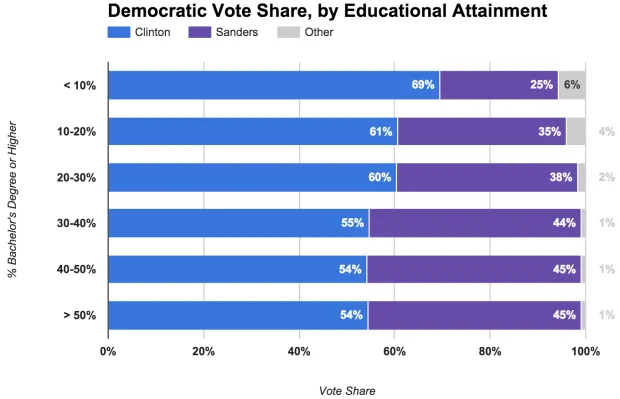 Democratic Vote Share, by Educational Attainment
Clinton Sanders Other
% Bachelor's Degree or Higher
< 10% 69% 25% 6%
10-20% 61% 35% 4%
20-30% 60% 38% 2%
30-40% 55% 44% 1%
40-50% 54% 45% 1%
> 50% 54% 45% 1%
0% 20% 40% 60% 80% 100%
Vote Share